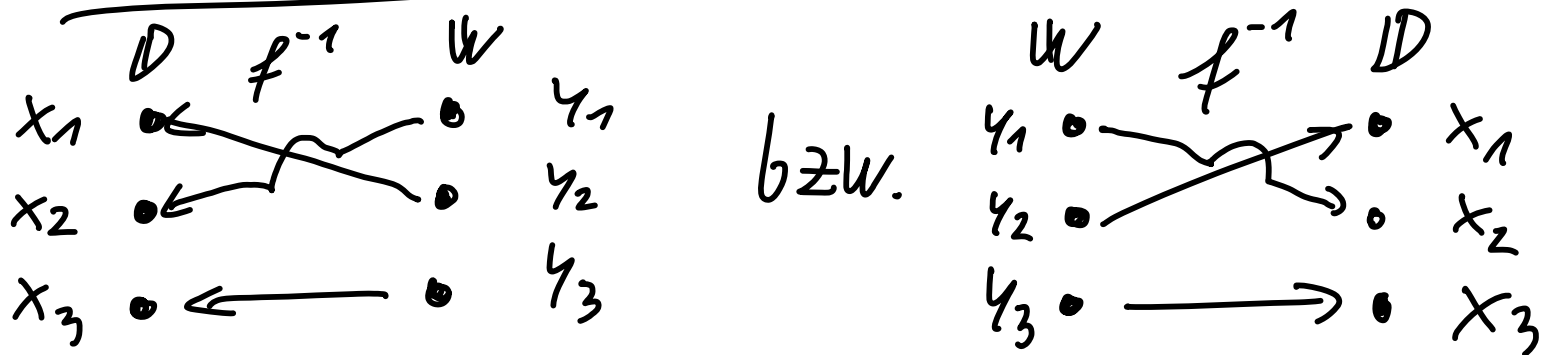 𝔻 f⁻¹ 𝕎
x₁ y₁
x₂ y₂
x₃ y₃
bzw.
𝕎 f⁻¹ 𝔻
y₁ x₁
y₂ x₂
y₃ x₃